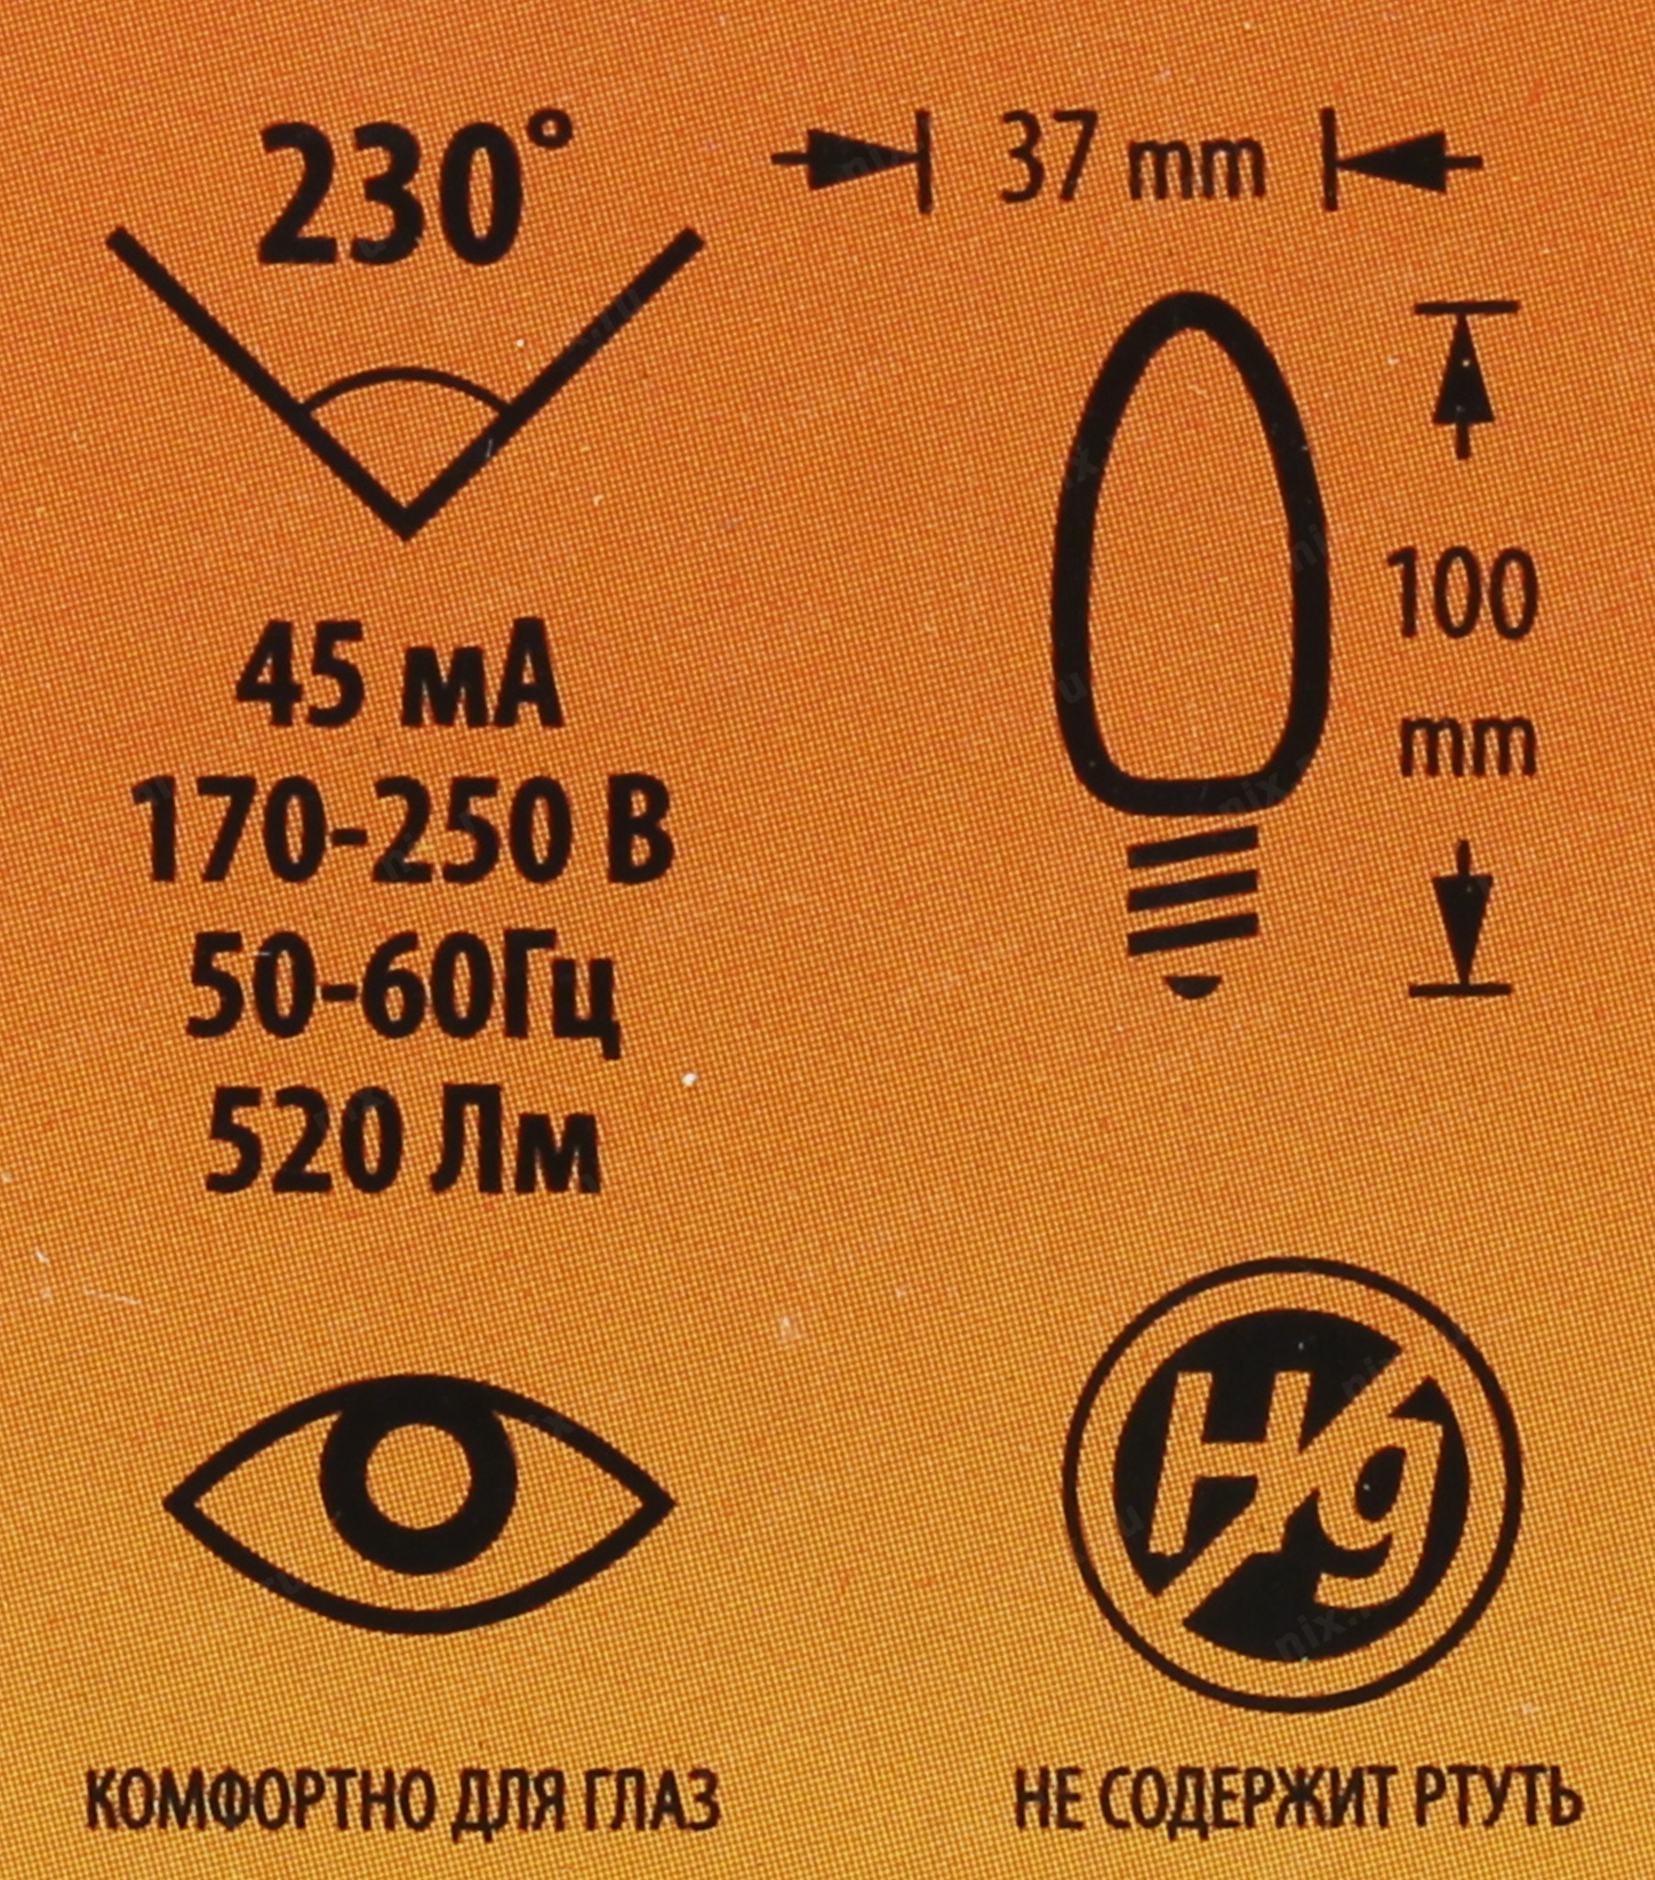 230°
37 mm
100
mm
45 мА
170-250 В
50-60Гц
520 Лм
Hg
КОМФОРТНО ДЛЯ ГЛАЗ
НЕ СОДЕРЖИТ РТУТЬ